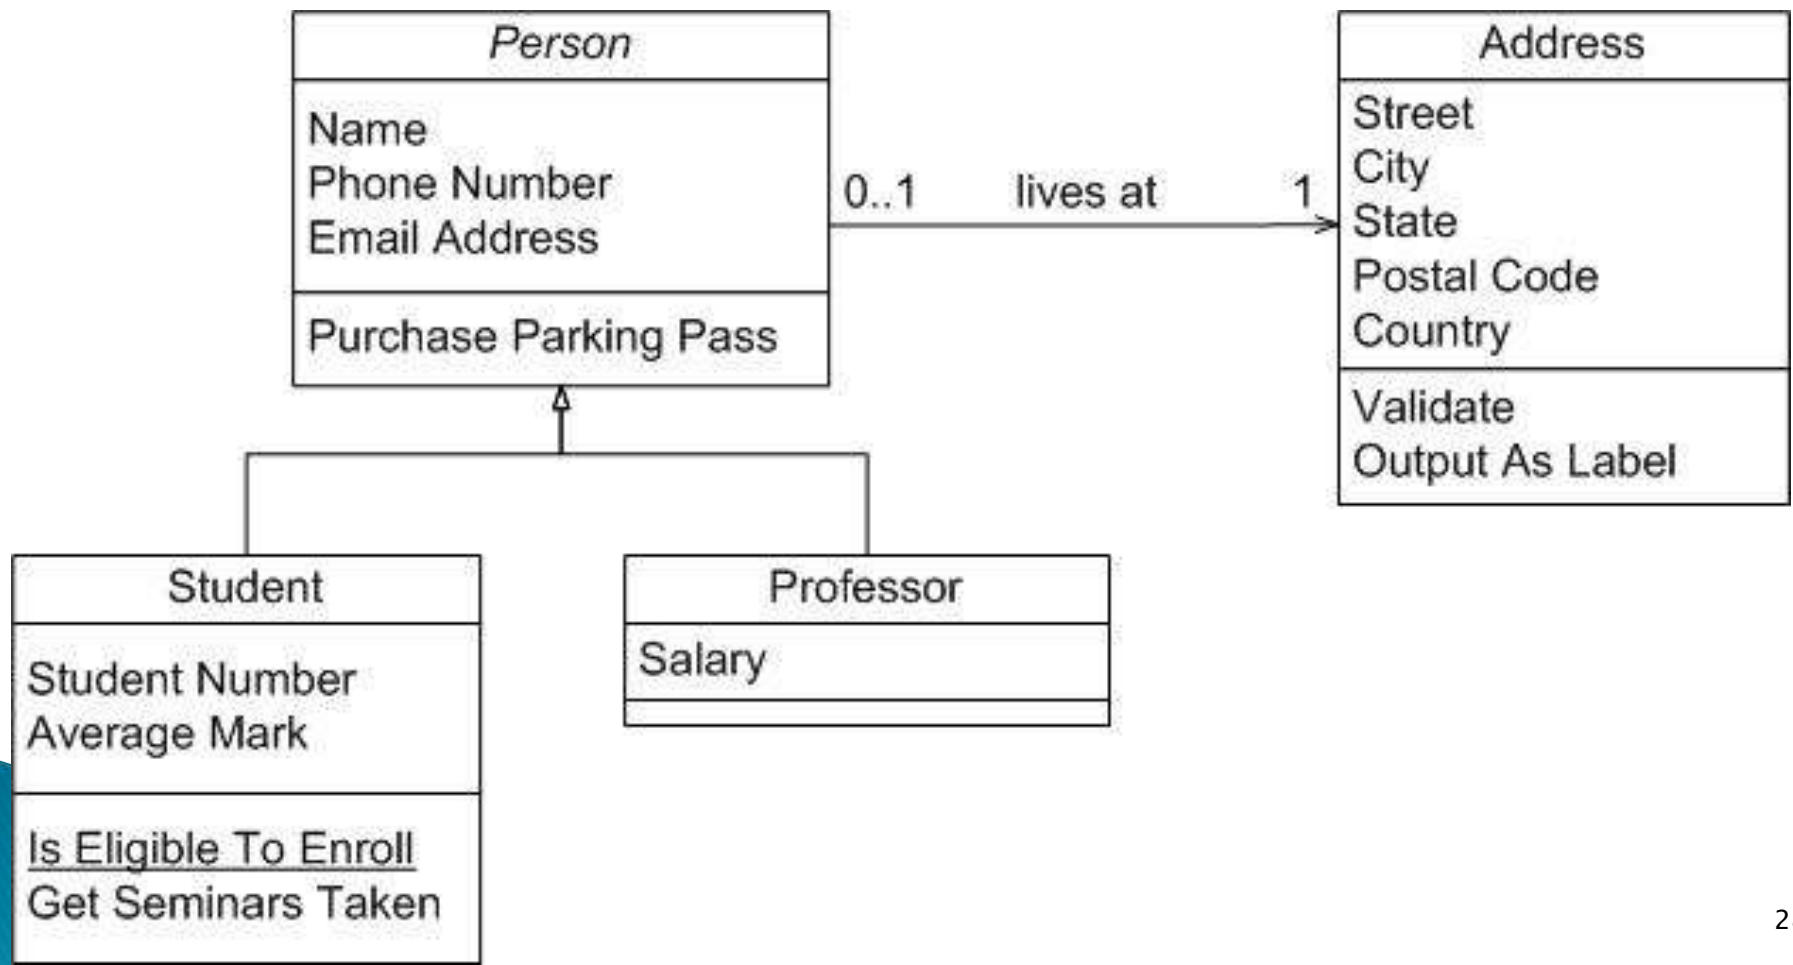 Person
Name
Phone Number
Email Address
Purchase Parking Pass
0..1 lives at 1
Address
Street
City
State
Postal Code
Country
Validate
Output As Label
Student
Student Number
Average Mark
Is Eligible To Enroll
Get Seminars Taken
Professor
Salary
2